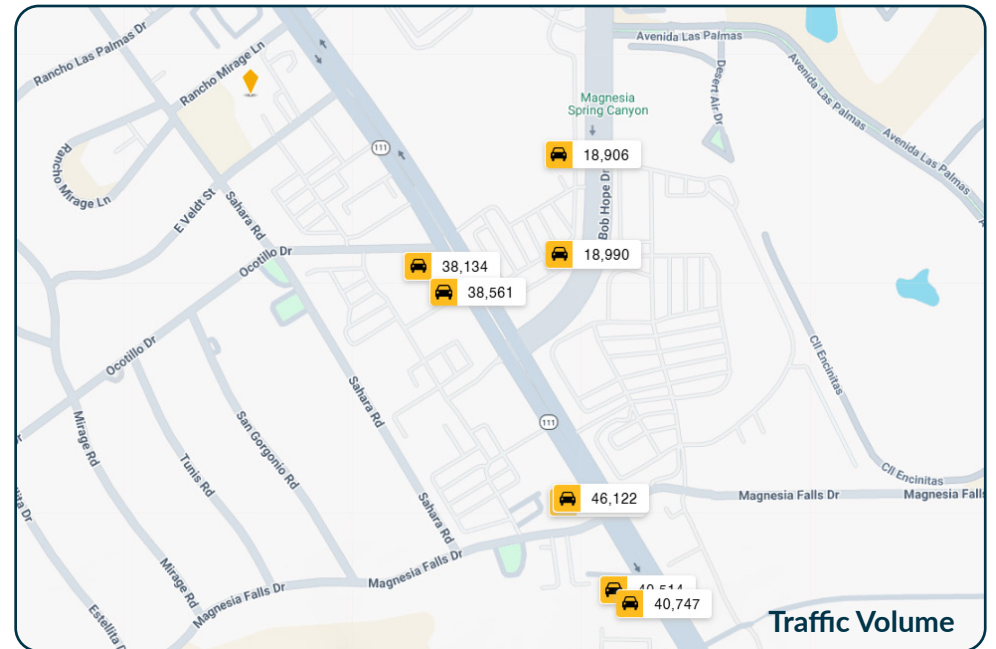 Rancho Las Palmas Dr
Rancho Mirage Ln
Rancho Mirage Ln
Avenida Las Palmas
Avenida Las Palmas
Avenida Las Palmas
Desert Air Dr
Magnesia
Spring Canyon
111
18,906
Bob Hope Dr
E Veldt St
Sahara Rd
Ocotillo Dr
18,990
38,134
38,561
Ocotillo Dr
Cll Encinitas
Sahara Rd
Mirage Rd
Tunis Rd
San Gorgonio Rd
111
Cll Encinitas
46,122
Magnesia Falls Dr
Magnesia Falls
Sahara Rd
Magnesia Falls Dr
Mirage Rd
Magnesia Falls Dr
40,514
40,747
Traffic Volume